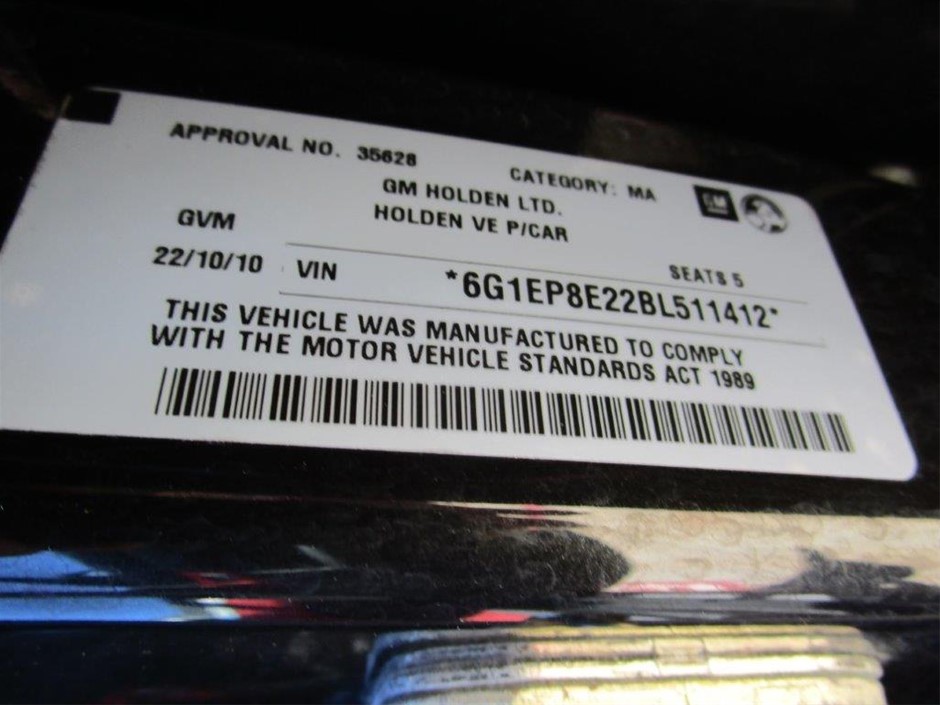 APPROVAL NO. 35628 CATEGORY: MA
GM HOLDEN LTD.
GM
GVM HOLDEN VE P/CAR
SEATS 5
22/10/10 VIN *6G1EP8E22BL511412*
THIS VEHICLE WAS MANUFACTURED TO COMPLY
WITH THE MOTOR VEHICLE STANDARDS ACT 1989